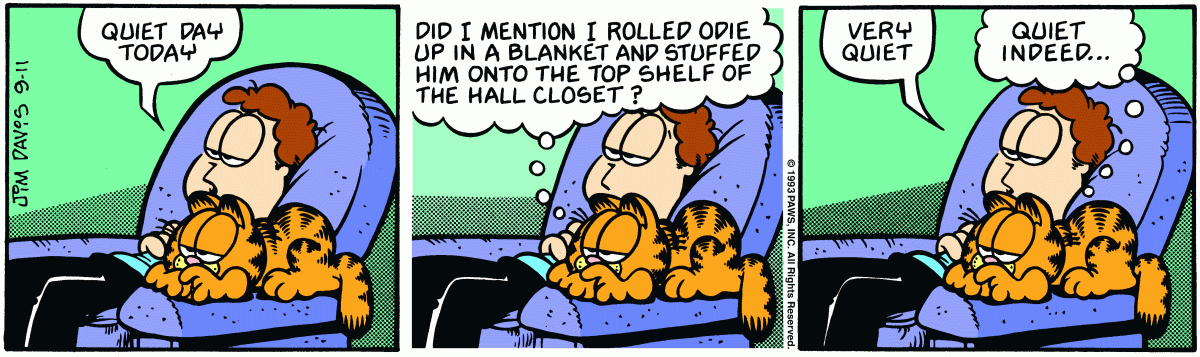 QUIET DAY
TODAY
JIM DAVIS 9-11
DID I MENTION I ROLLED ODIE
UP IN A BLANKET AND STUFFED
HIM ONTO THE TOP SHELF OF
THE HALL CLOSET?
© 1993 PAWS, INC. All Rights Reserved.
VERY
QUIET
QUIET
INDEED...